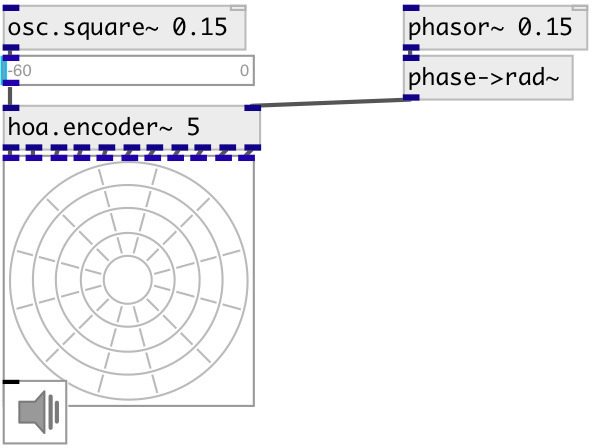 osc.square~ 0.15
phasor~ 0.15
-60 0
phase->rad~
hoa.encoder~ 5